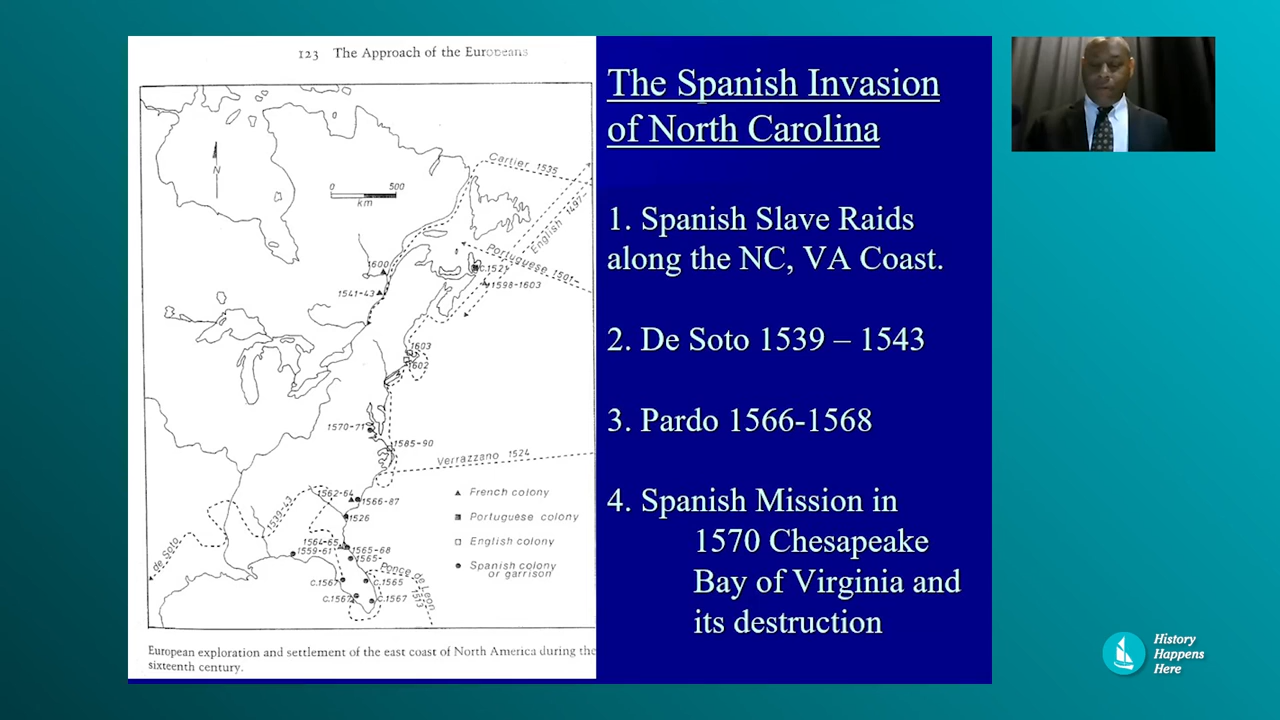 123 The Approach of the Europeans
N
0 500
km
Cartier 1535
English 1497-
Portuguese 1501-
c.1521
1598-1603
1600
1541-43
1603
1602
1570-71
1585-90
Verrazzano 1524
1562-64
1566-87
1526
1539-43
1564-65
1565-68
1559-61
1565-
de Soto
Ponce de Leon
1513
c.1567
c.1565
c.1567
c.1567
French colony
Portuguese colony
English colony
Spanish colony
or garrison
European exploration and settlement of the east coast of North America during the
sixteenth century.
The Spanish Invasion
of North Carolina
1. Spanish Slave Raids
along the NC, VA Coast.
2. De Soto 1539 – 1543
3. Pardo 1566-1568
4. Spanish Mission in
1570 Chesapeake
Bay of Virginia and
its destruction
History
Happens
Here